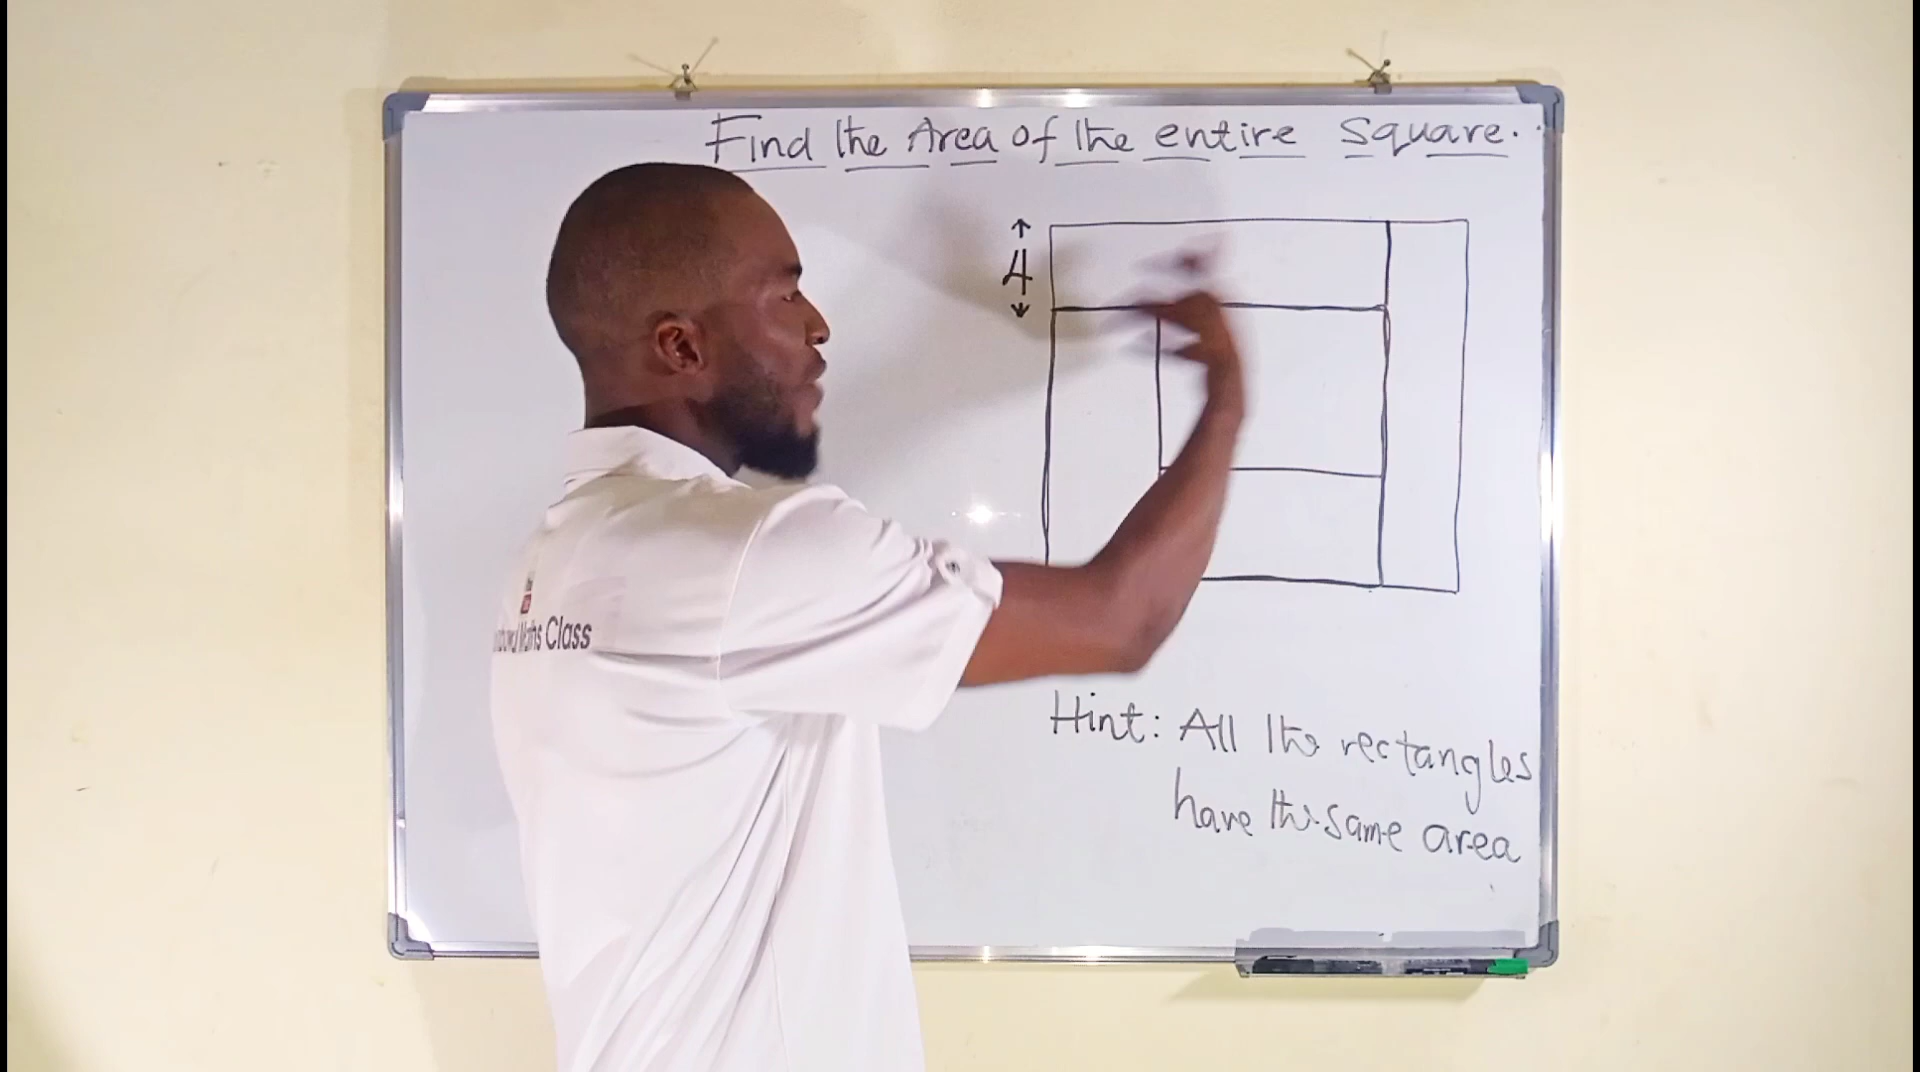 Find the Area of the entire square.
4
Hint: All the rectangles
have the same area
Maths Class